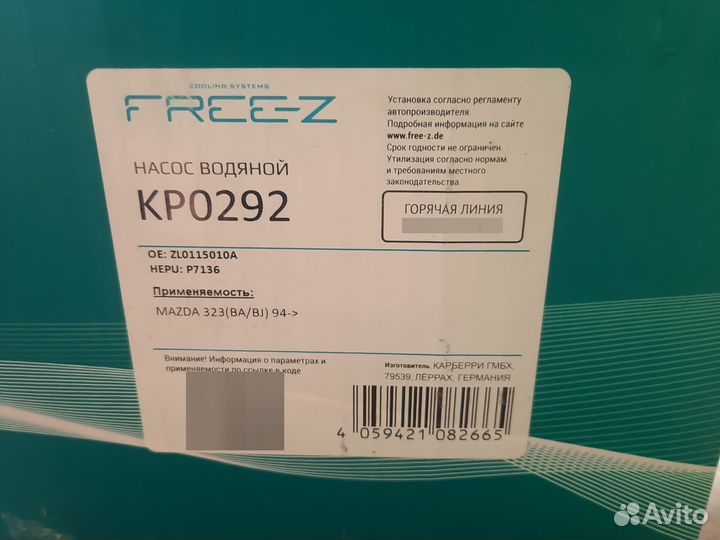 COOLING SYSTEMS
FREE-Z
НАСОС ВОДЯНОЙ
KP0292
OE: ZL0115010A
HEPU: P7136
Применяемость:
MAZDA 323(BA/BJ) 94->
Внимание! Информация о параметрах и
применяемости по ссылке в коде
Установка согласно регламенту
автопроизводителя.
Подробная информация на сайте
www.free-z.de
Срок годности не ограничен.
Утилизация согласно нормам
и требованиям местного
законодательства.
ГОРЯЧАЯ ЛИНИЯ
Изготовитель: КАРБЕРРИ ГМБХ,
79539, ЛЁРРАХ, ГЕРМАНИЯ
4 059421 082665
Avito